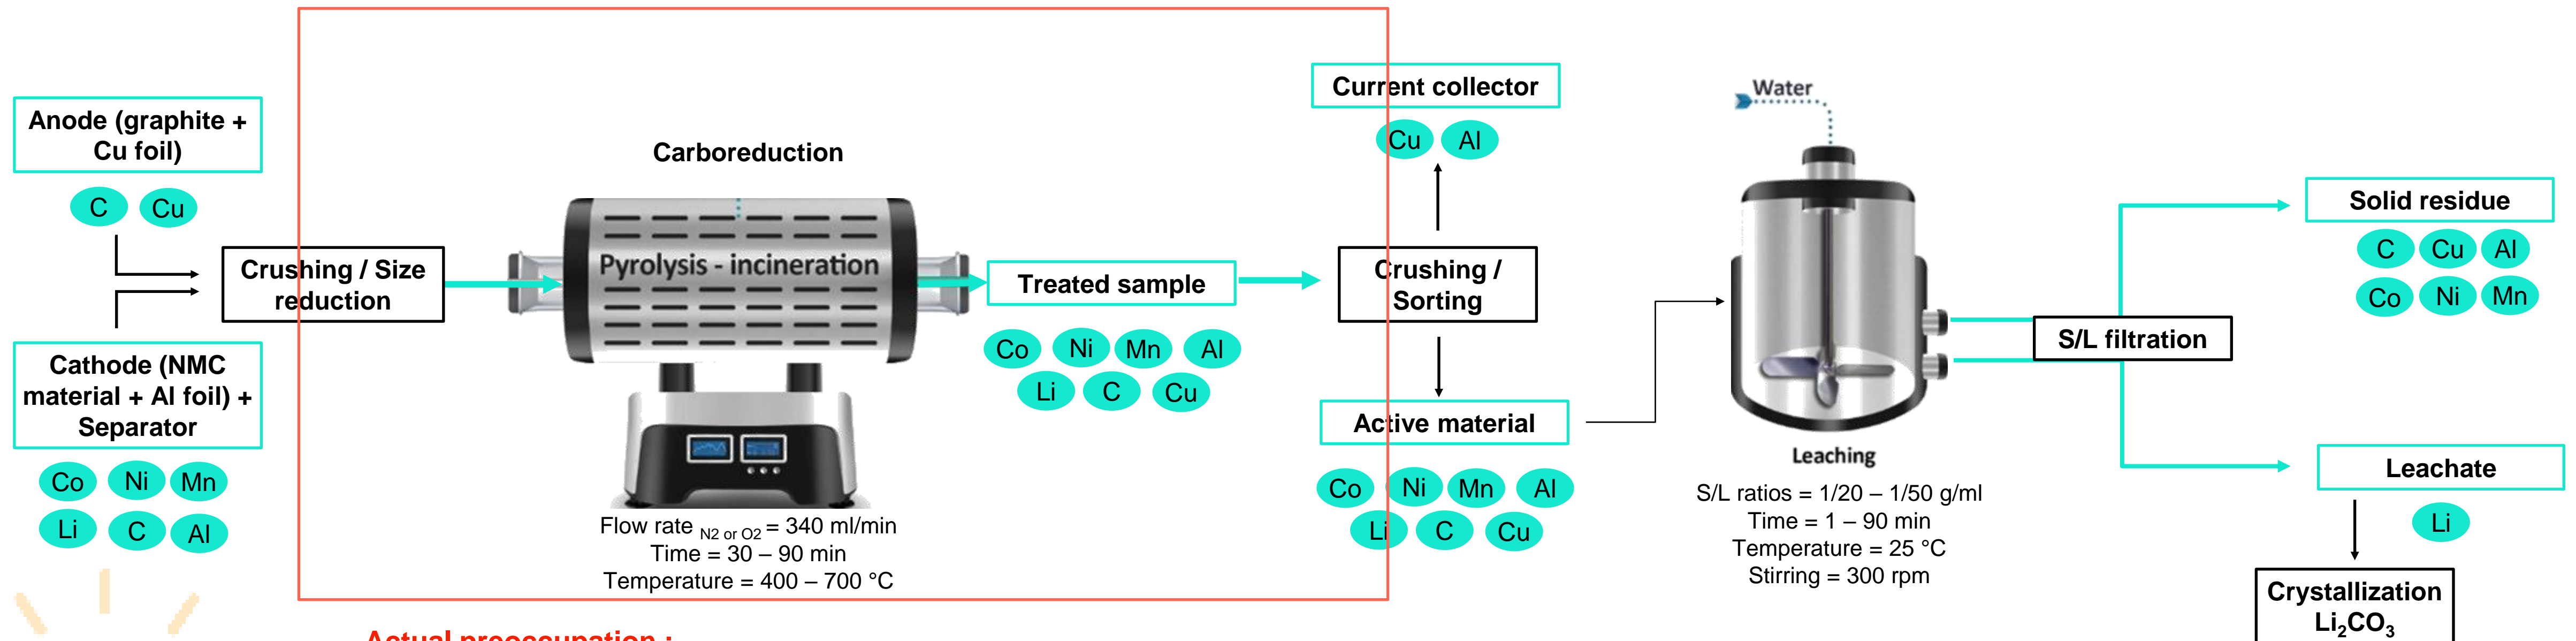 Anode (graphite +
Cu foil)
C
Cu
Cathode (NMC
material + Al foil) +
Separator
Co
Ni
Mn
Li
C
Al
Crushing / Size
reduction
Carboreduction
Pyrolysis - incineration
Flow rate N2 or O2 = 340 ml/min
Time = 30 – 90 min
Temperature = 400 – 700 °C
Treated sample
Co
Ni
Mn
Al
Li
C
Cu
Current collector
Cu
Al
Crushing /
Sorting
Active material
Co
Ni
Mn
Al
Li
C
Cu
Water
Leaching
S/L ratios = 1/20 – 1/50 g/ml
Time = 1 – 90 min
Temperature = 25 °C
Stirring = 300 rpm
S/L filtration
Solid residue
C
Cu
Al
Co
Ni
Mn
Leachate
Li
Crystallization
Li₂CO₃
Actual preoccupation :